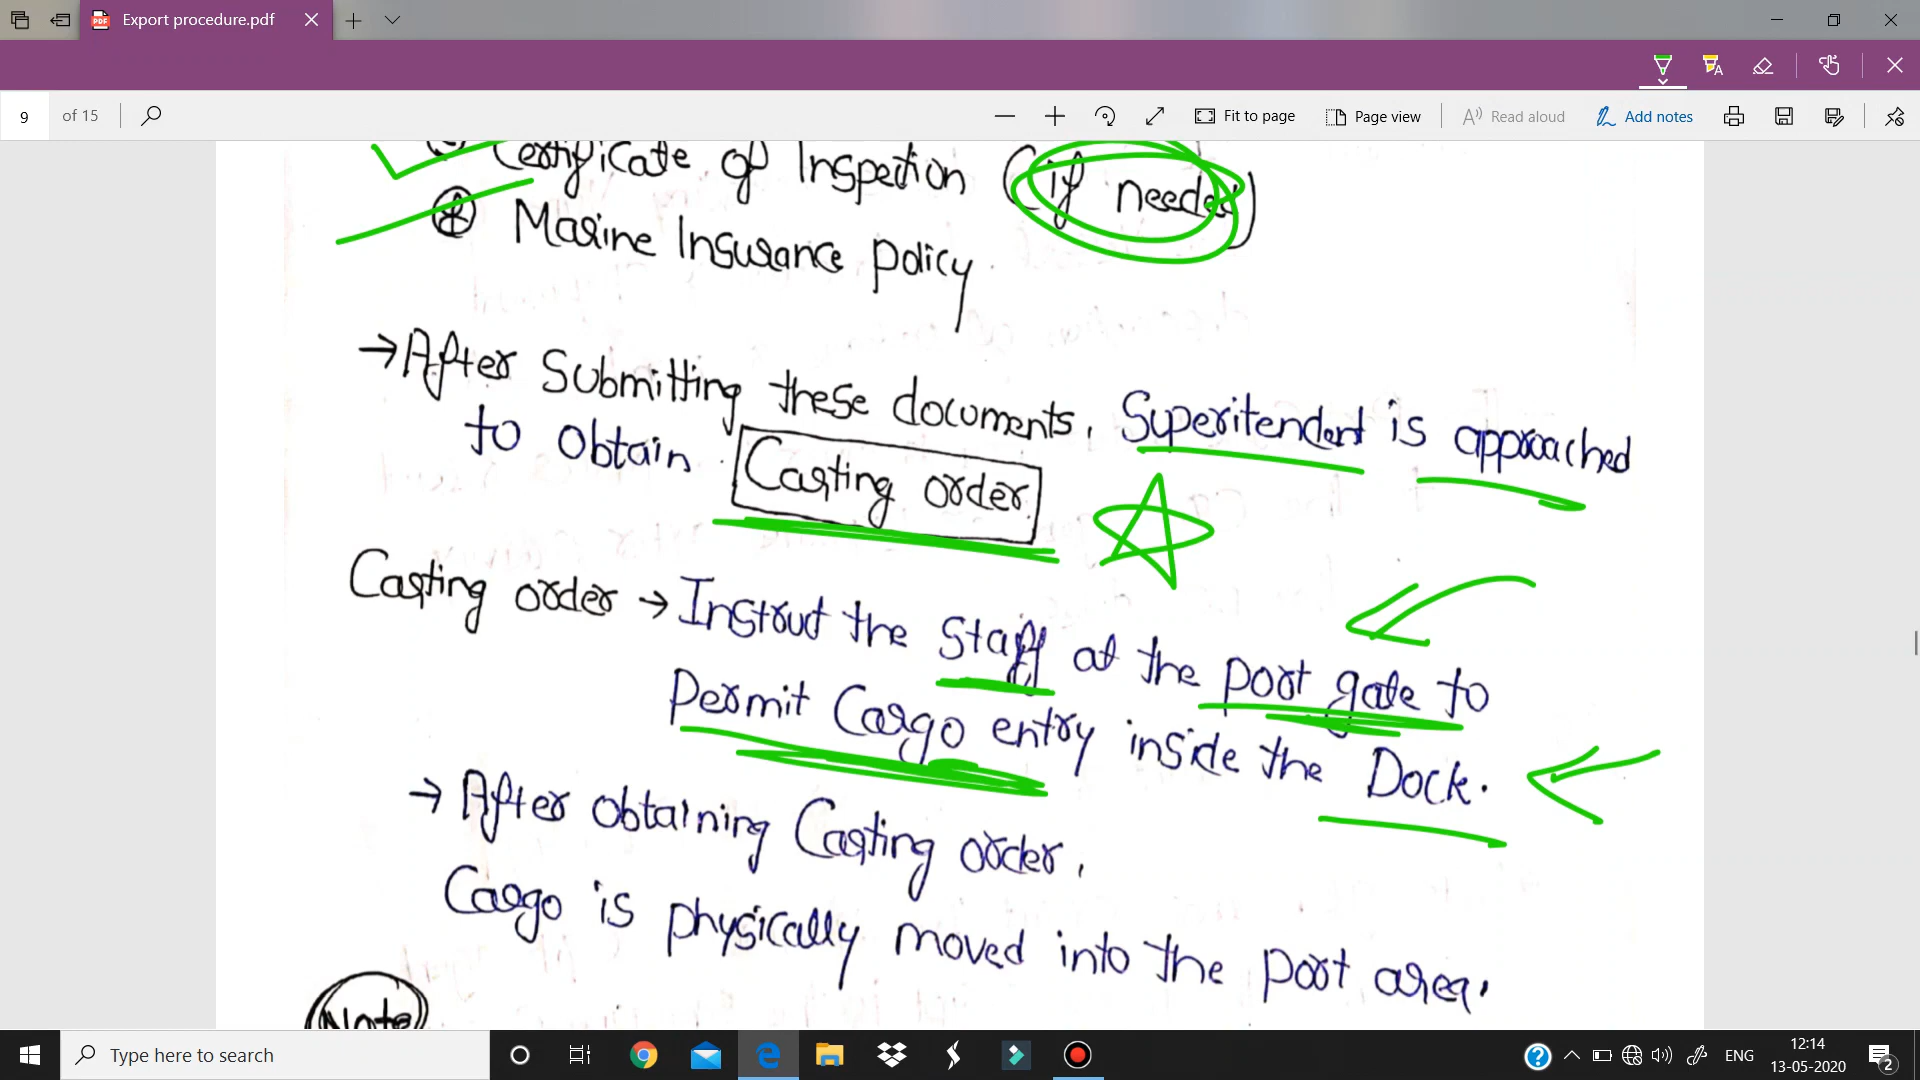 Export procedure.pdf
9 of 15
Fit to page
Page view
Read aloud
Add notes
Certificate of Inspection (if needed)
Marine Insurance policy
→ After Submitting these documents, Superitendent is approached
to obtain Casting order
Casting order → Instruct the Staff at the port gate to
Permit Cargo entry inside the Dock.
→ After obtaining Casting order,
Cargo is physically moved into the port area.
Note
Type here to search
ENG
12:14
13-05-2020
2